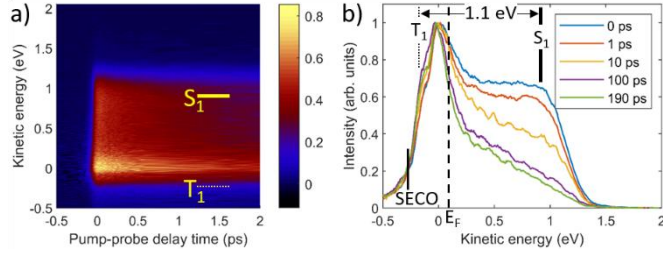 a)
Kinetic energy (eV)
2
1.5
1
0.5
0
-0.5
S1
T1
-0.5 0 0.5 1 1.5 2
Pump-probe delay time (ps)
0.8
0.6
0.4
0.2
0
b)
1.1 eV
T1
S1
0 ps
1 ps
10 ps
100 ps
190 ps
Intensity (arb. units)
1
0.8
0.6
0.4
0.2
0
SECO
EF
-0.5 0 0.5 1 1.5 2
Kinetic energy (eV)